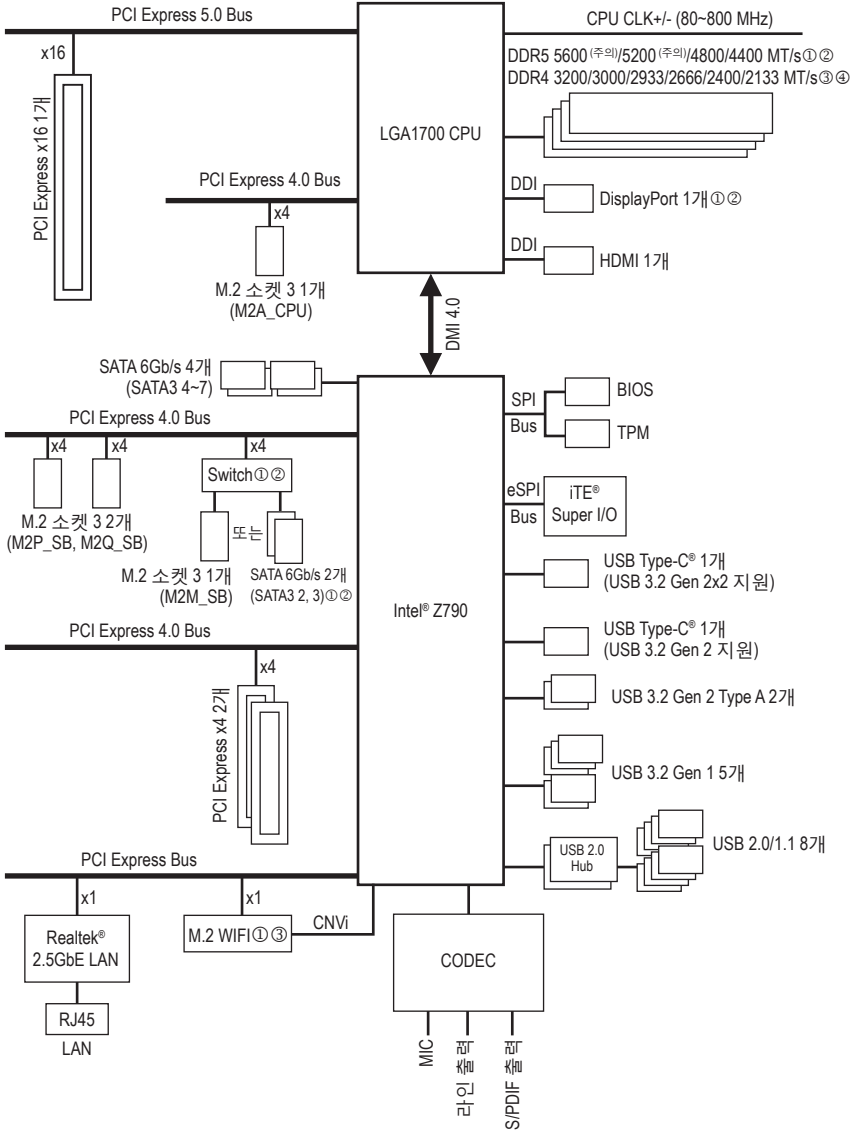 PCI Express 5.0 Bus
CPU CLK+/- (80~800 MHz)
x16
DDR5 5600 (주의)/5200 (주의)/4800/4400 MT/s①②
DDR4 3200/3000/2933/2666/2400/2133 MT/s③④
PCI Express x16 1개
LGA1700 CPU
PCI Express 4.0 Bus
x4
DDI
DisplayPort 1개①②
DDI
HDMI 1개
M.2 소켓 3 1개
(M2A_CPU)
DMI 4.0
SATA 6Gb/s 4개
(SATA3 4~7)
SPI
Bus
BIOS
TPM
PCI Express 4.0 Bus
x4
x4
x4
Switch①②
eSPI
Bus
iTE®
Super I/O
M.2 소켓 3 2개
(M2P_SB, M2Q_SB)
또는
M.2 소켓 3 1개
(M2M_SB)
SATA 6Gb/s 2개
(SATA3 2, 3)①②
USB Type-C® 1개
(USB 3.2 Gen 2x2 지원)
Intel® Z790
PCI Express 4.0 Bus
USB Type-C® 1개
(USB 3.2 Gen 2 지원)
x4
PCI Express x4 2개
USB 3.2 Gen 2 Type A 2개
USB 3.2 Gen 1 5개
USB 2.0
Hub
USB 2.0/1.1 8개
PCI Express Bus
x1
x1
Realtek®
2.5GbE LAN
M.2 WIFI①③
CNVi
CODEC
RJ45
LAN
MIC
라인 출력
S/PDIF 출력